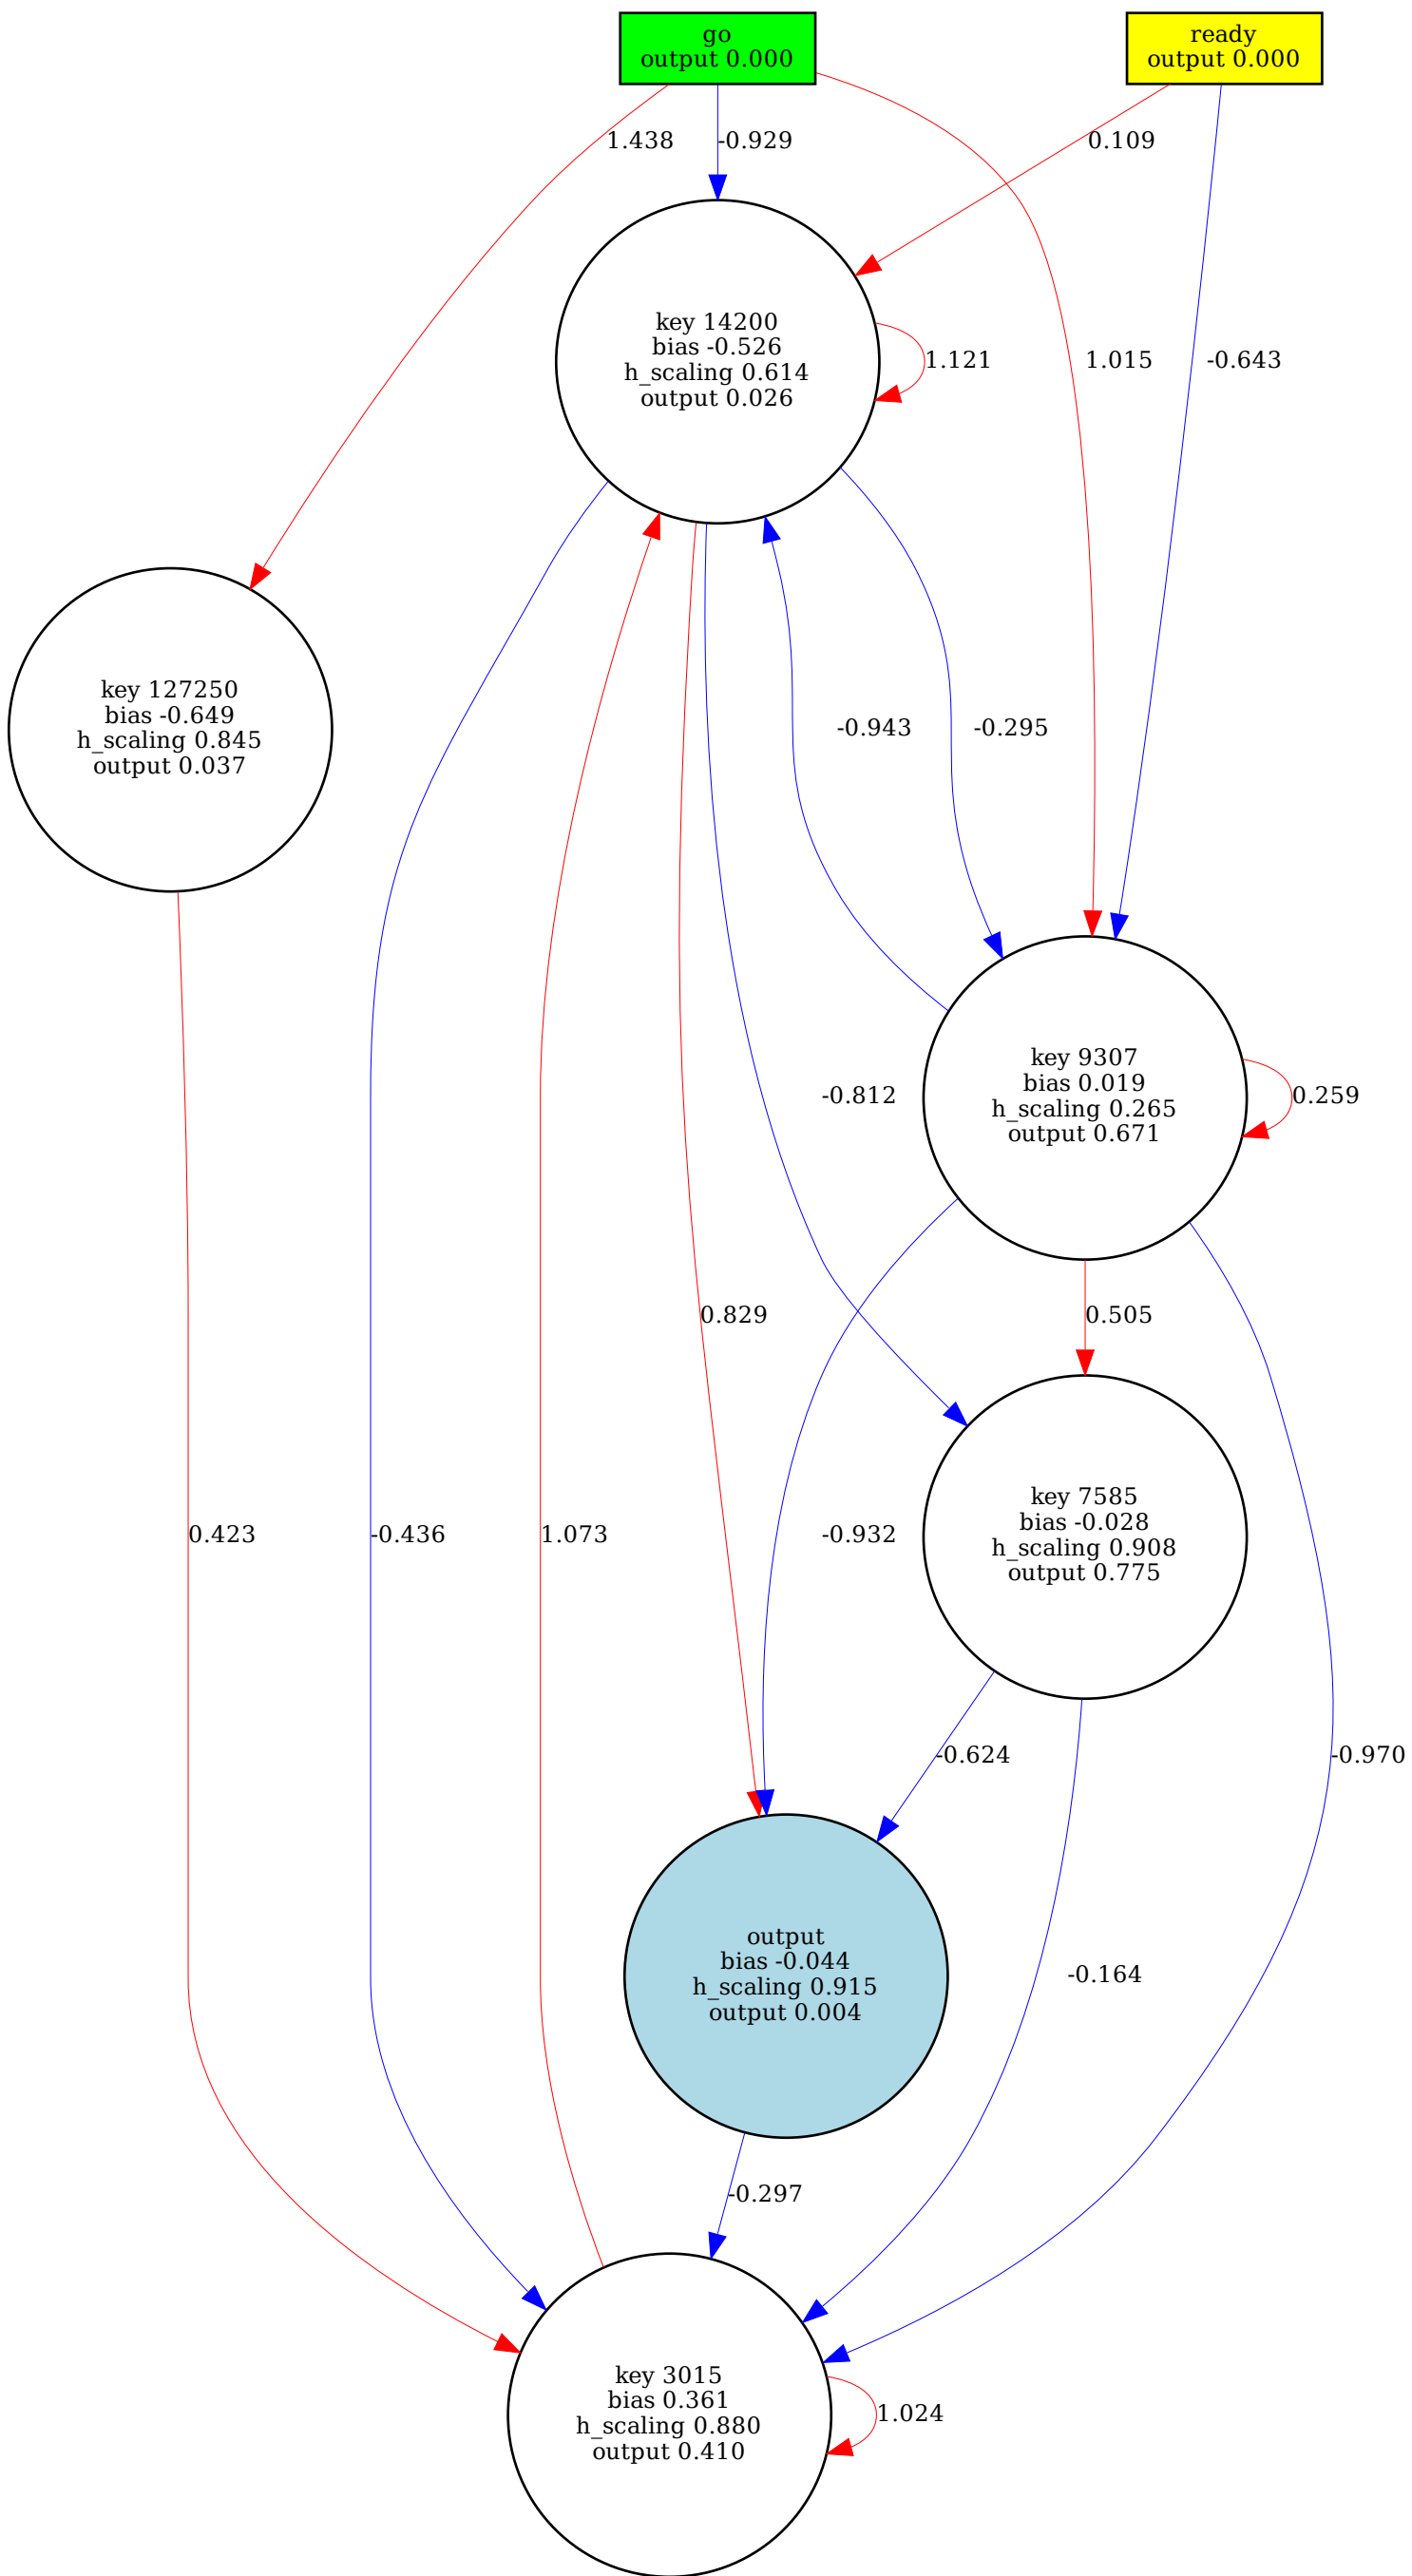 go
output 0.000
ready
output 0.000
1.438
-0.929
0.109
key 14200
bias -0.526
h_scaling 0.614
output 0.026
1.121
1.015
-0.643
key 127250
bias -0.649
h_scaling 0.845
output 0.037
-0.943
-0.295
key 9307
bias 0.019
h_scaling 0.265
output 0.671
-0.812
0.259
0.829
0.505
key 7585
bias -0.028
h_scaling 0.908
output 0.775
0.423
-0.436
1.073
-0.932
-0.624
-0.970
output
bias -0.044
h_scaling 0.915
output 0.004
-0.164
-0.297
key 3015
bias 0.361
h_scaling 0.880
output 0.410
1.024